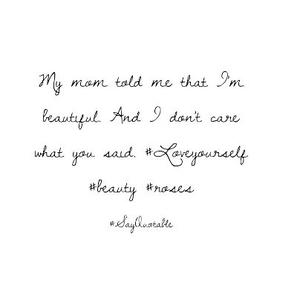 My mom told me that I'm
beautiful. And I don't care
what you said. #Loveyourself
#beauty #roses
#SayQuotable